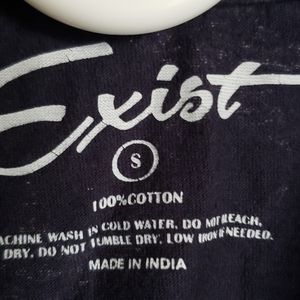 Exist
S
100%COTTON
MACHINE WASH IN COLD WATER, DO NOT BLEACH,
DRY. DO NOT TUMBLE DRY, LOW IRON IF NEEDED.
MADE IN INDIA